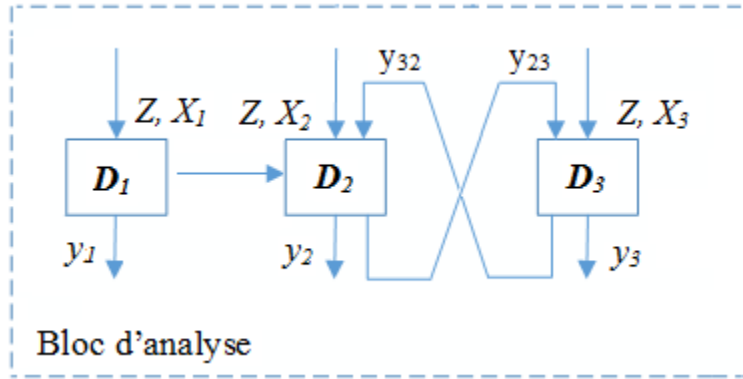 y₃₂ y₂₃
Z, X₁ Z, X₂ Z, X₃
D₁ D₂ D₃
y₁ y₂ y₃
Bloc d'analyse